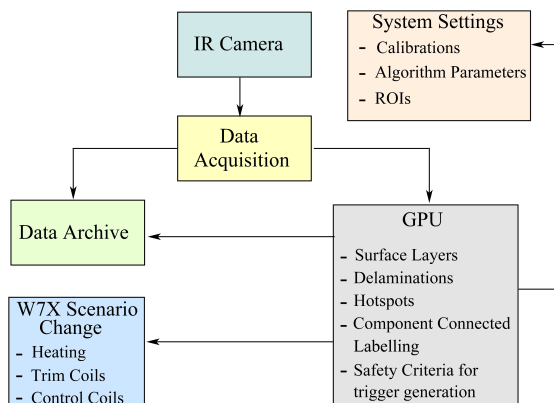 IR Camera
System Settings
- Calibrations
- Algorithm Parameters
- ROIs
Data
Acquisition
Data Archive
GPU
- Surface Layers
- Delaminations
- Hotspots
- Component Connected
Labelling
- Safety Criteria for
trigger generation
W7X Scenario
Change
- Heating
- Trim Coils
- Control Coils